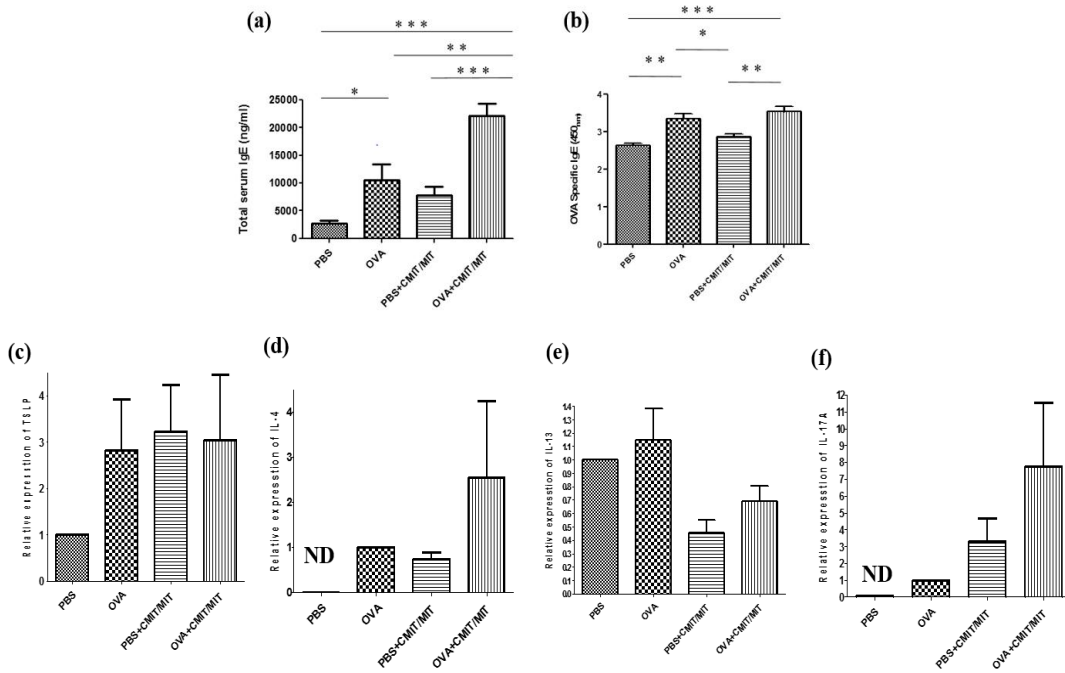 (a)
* * *
* *
* * *
*
Total serum IgE (ng/ml)
25000
20000
15000
10000
5000
0
PBS
OVA
PBS+CMIT/MIT
OVA+CMIT/MIT
(b)
* * *
*
* *
* *
OVA Specific IgE (450nm)
4
3
2
1
0
PBS
OVA
PBS+CMIT/MIT
OVA+CMIT/MIT
(c)
Relative expresstion of TSLP
4
3
2
1
0
PBS
OVA
PBS+CMIT/MIT
OVA+CMIT/MIT
(d)
Relative expresstion of IL-4
4
2
1
0
ND
PBS
OVA
PBS+CMIT/MIT
OVA+CMIT/MIT
(e)
Relative expresstion of IL-13
1.4
1.3
1.2
1.1
1.0
0.9
0.8
0.7
0.6
0.5
0.4
0.3
0.2
0.1
0.0
PBS
OVA
PBS+CMIT/MIT
OVA+CMIT/MIT
(f)
Relative expresstion of IL-17A
12
11
10
9
8
7
6
5
4
3
2
1
0
ND
PBS
OVA
PBS+CMIT/MIT
OVA+CMIT/MIT